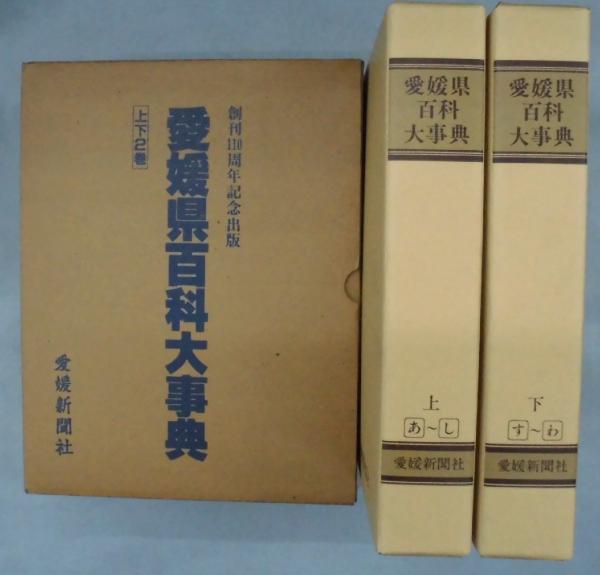 創刊110周年記念出版
愛媛県百科大事典
上下2巻
愛媛新聞社
愛媛県
百科
大事典
上
あ~し
愛媛新聞社
愛媛県
百科
大事典
下
す~わ
愛媛新聞社